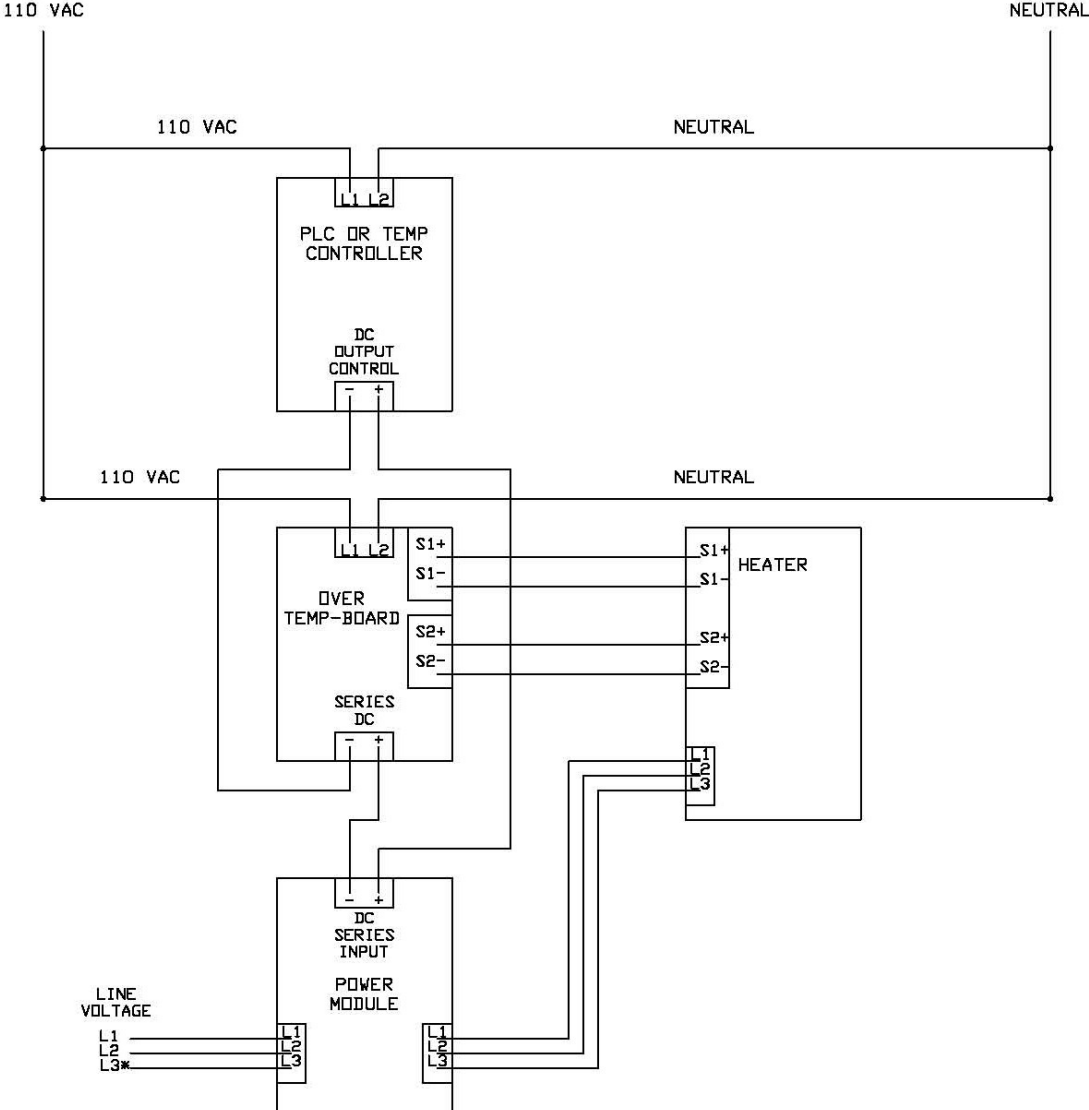 110 VAC
NEUTRAL
110 VAC
NEUTRAL
L1 L2
PLC OR TEMP
CONTROLLER
DC
OUTPUT
CONTROL
- +
110 VAC
NEUTRAL
L1 L2
OVER
TEMP-BOARD
S1+
S1-
S2+
S2-
SERIES
DC
- +
S1+
S1-
S2+
S2-
HEATER
L1
L2
L3
- +
DC
SERIES
INPUT
POWER
MODULE
LINE
VOLTAGE
L1
L2
L3*
L1
L2
L3
L1
L2
L3